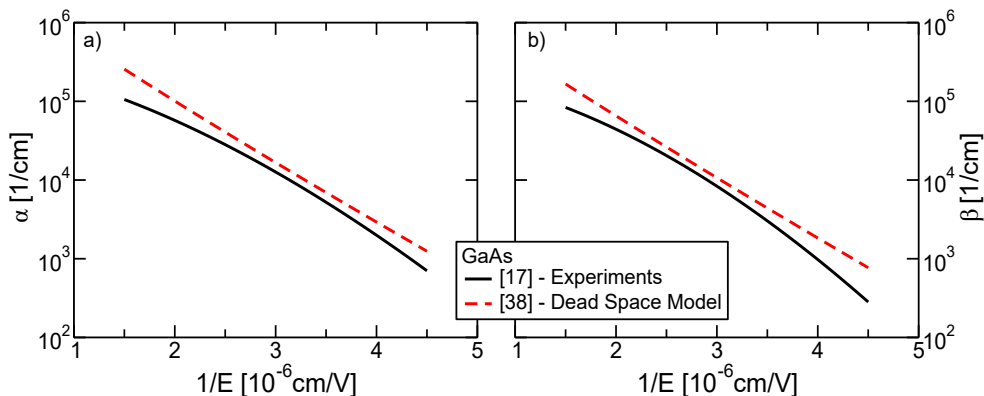 a)
α [1/cm]
10^6
10^5
10^4
10^3
10^2
1 2 3 4 5
1/E [10^-6cm/V]
b)
β [1/cm]
10^6
10^5
10^4
10^3
10^2
1 2 3 4 5
1/E [10^-6cm/V]
GaAs
[17] - Experiments
[38] - Dead Space Model